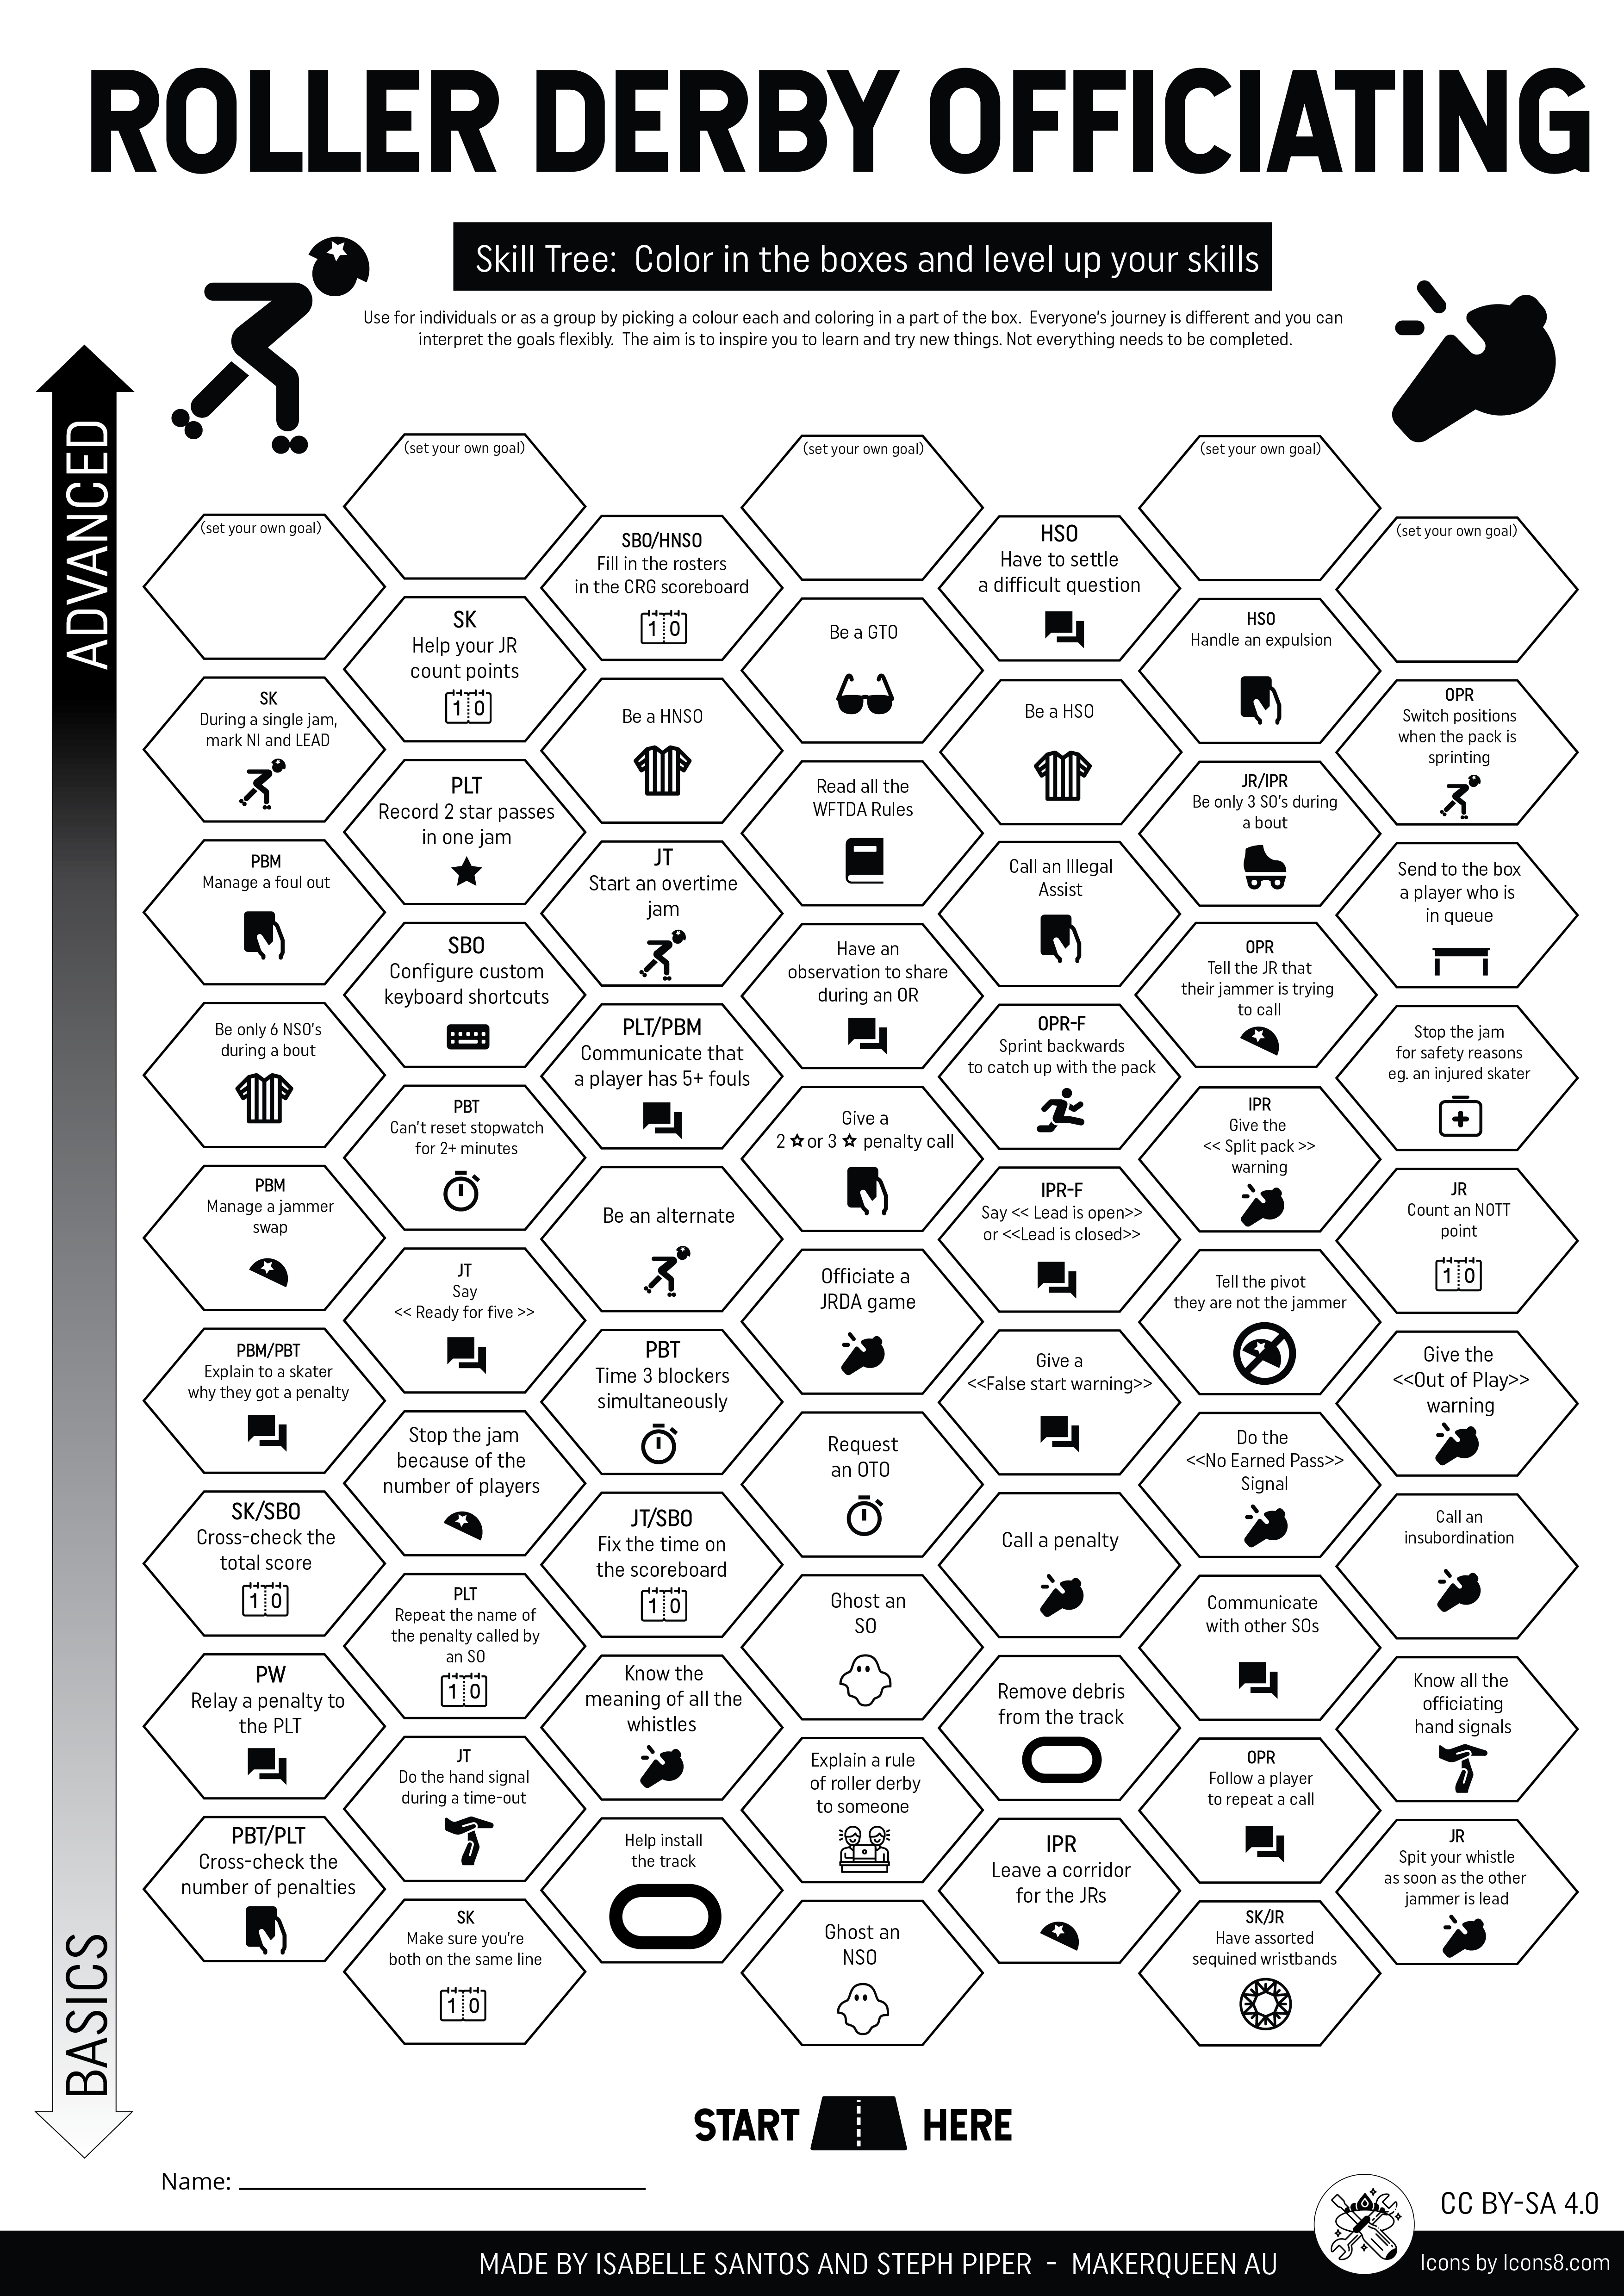 ROLLER DERBY OFFICIATING
Skill Tree: Color in the boxes and level up your skills
Use for individuals or as a group by picking a colour each and coloring in a part of the box. Everyone's journey is different and you can
interpret the goals flexibly. The aim is to inspire you to learn and try new things. Not everything needs to be completed.
ADVANCED
BASICS
(set your own goal)
SK
During a single jam,
mark NI and LEAD
PBM
Manage a foul out
Be only 6 NSO's
during a bout
PBM
Manage a jammer
swap
PBM/PBT
Explain to a skater
why they got a penalty
SK/SBO
Cross-check the
total score
1 0
PW
Relay a penalty to
the PLT
PBT/PLT
Cross-check the
number of penalties
(set your own goal)
SK
Help your JR
count points
1 0
PLT
Record 2 star passes
in one jam
SBO
Configure custom
keyboard shortcuts
PBT
Can't reset stopwatch
for 2+ minutes
JT
Say
<< Ready for five >>
Stop the jam
because of the
number of players
PLT
Repeat the name of
the penalty called by
an SO
1 0
JT
Do the hand signal
during a time-out
SK
Make sure you're
both on the same line
1 0
SBO/HNSO
Fill in the rosters
in the CRG scoreboard
1 0
Be a HNSO
JT
Start an overtime
jam
PLT/PBM
Communicate that
a player has 5+ fouls
Be an alternate
PBT
Time 3 blockers
simultaneously
JT/SBO
Fix the time on
the scoreboard
1 0
Know the
meaning of all the
whistles
Help install
the track
(set your own goal)
Be a GTO
Read all the
WFTDA Rules
Have an
observation to share
during an OR
Give a
2 ☆ or 3 ☆ penalty call
Officiate a
JRDA game
Request
an OTO
Ghost an
SO
Explain a rule
of roller derby
to someone
Ghost an
NSO
HSO
Have to settle
a difficult question
Be a HSO
Call an Illegal
Assist
OPR-F
Sprint backwards
to catch up with the pack
IPR-F
Say << Lead is open>>
or <<Lead is closed>>
Give a
<<False start warning>>
Call a penalty
Remove debris
from the track
IPR
Leave a corridor
for the JRs
(set your own goal)
HSO
Handle an expulsion
JR/IPR
Be only 3 SO's during
a bout
OPR
Tell the JR that
their jammer is trying
to call
IPR
Give the
<< Split pack >>
warning
Tell the pivot
they are not the jammer
Do the
<<No Earned Pass>>
Signal
Communicate
with other SOs
OPR
Follow a player
to repeat a call
SK/JR
Have assorted
sequined wristbands
(set your own goal)
OPR
Switch positions
when the pack is
sprinting
Send to the box
a player who is
in queue
Stop the jam
for safety reasons
eg. an injured skater
JR
Count an NOTT
point
1 0
Give the
<<Out of Play>>
warning
Call an
insubordination
Know all the
officiating
hand signals
JR
Spit your whistle
as soon as the other
jammer is lead
START HERE
Name:
CC BY-SA 4.0
MADE BY ISABELLE SANTOS AND STEPH PIPER - MAKERQUEEN AU
Icons by Icons8.com